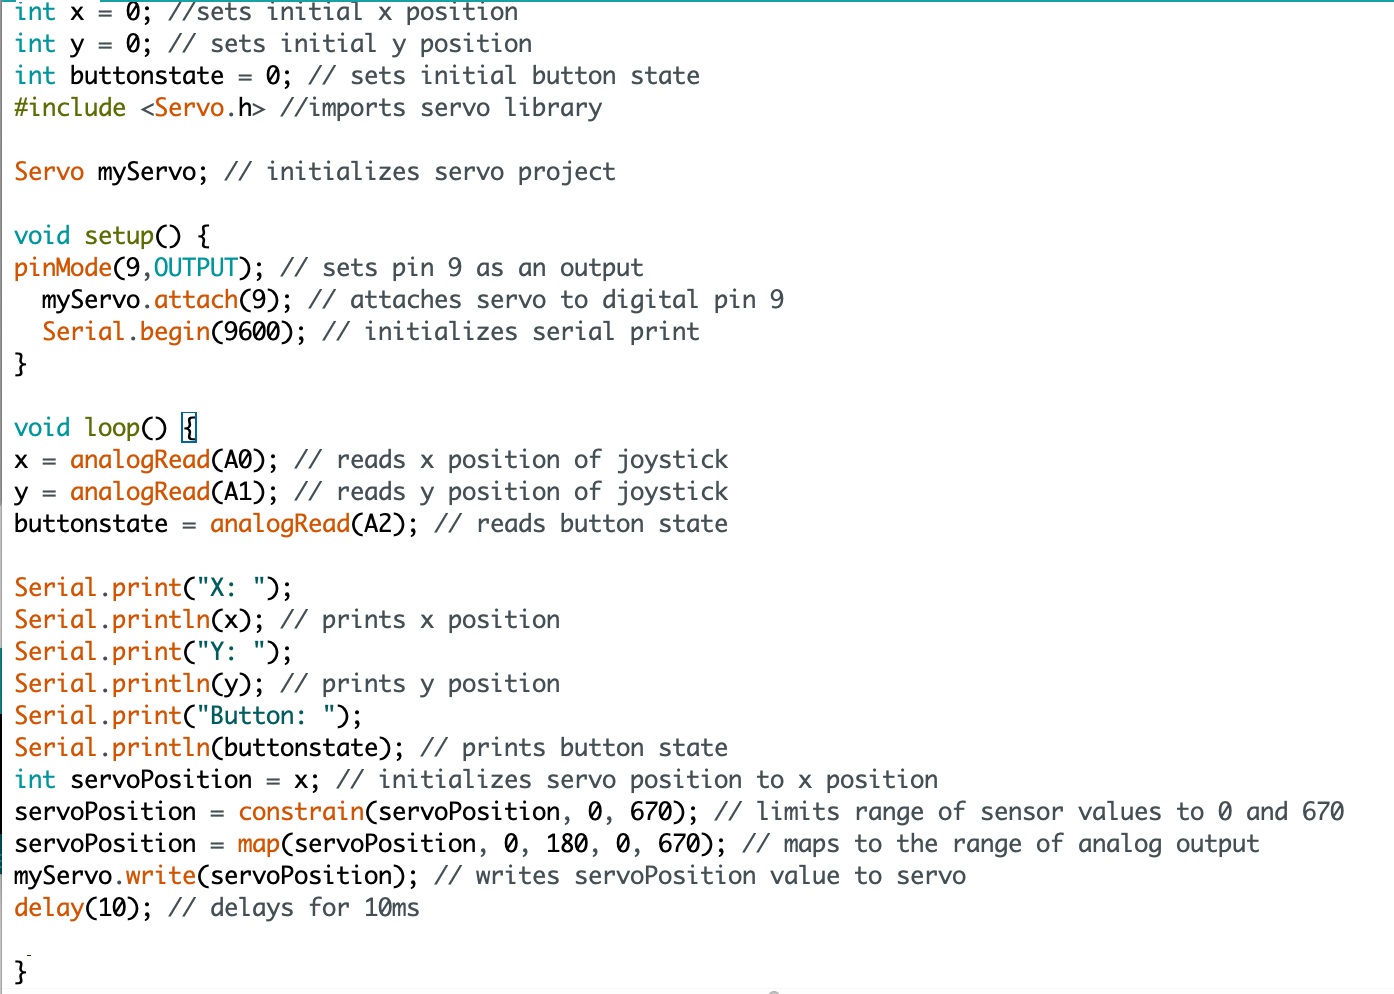 int x = 0; //sets initial x position
int y = 0; // sets initial y position
int buttonstate = 0; // sets initial button state
#include <Servo.h> //imports servo library
Servo myServo; // initializes servo project
void setup() {
pinMode(9,OUTPUT); // sets pin 9 as an output
  myServo.attach(9); // attaches servo to digital pin 9
  Serial.begin(9600); // initializes serial print
}
void loop() {
x = analogRead(A0); // reads x position of joystick
y = analogRead(A1); // reads y position of joystick
buttonstate = analogRead(A2); // reads button state
Serial.print("X: ");
Serial.println(x); // prints x position
Serial.print("Y: ");
Serial.println(y); // prints y position
Serial.print("Button: ");
Serial.println(buttonstate); // prints button state
int servoPosition = x; // initializes servo position to x position
servoPosition = constrain(servoPosition, 0, 670); // limits range of sensor values to 0 and 670
servoPosition = map(servoPosition, 0, 180, 0, 670); // maps to the range of analog output
myServo.write(servoPosition); // writes servoPosition value to servo
delay(10); // delays for 10ms
}